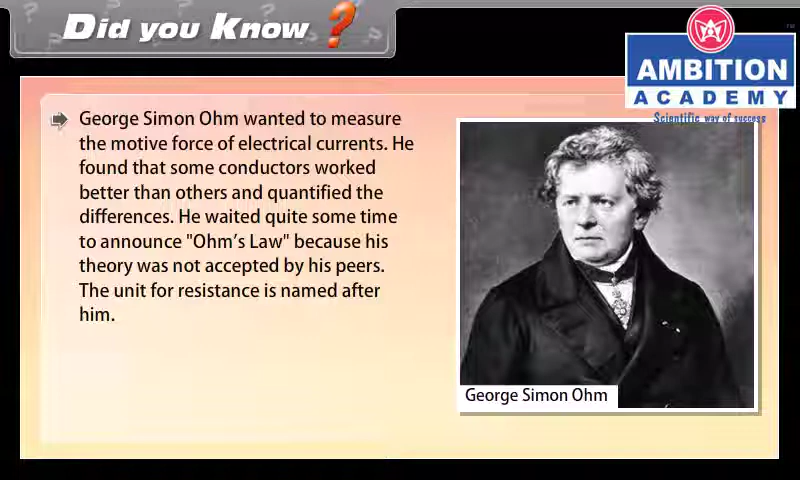 Did you Know ?
AMBITION
ACADEMY
Scientific way of success
George Simon Ohm wanted to measure
the motive force of electrical currents. He
found that some conductors worked
better than others and quantified the
differences. He waited quite some time
to announce "Ohm's Law" because his
theory was not accepted by his peers.
The unit for resistance is named after
him.
George Simon Ohm